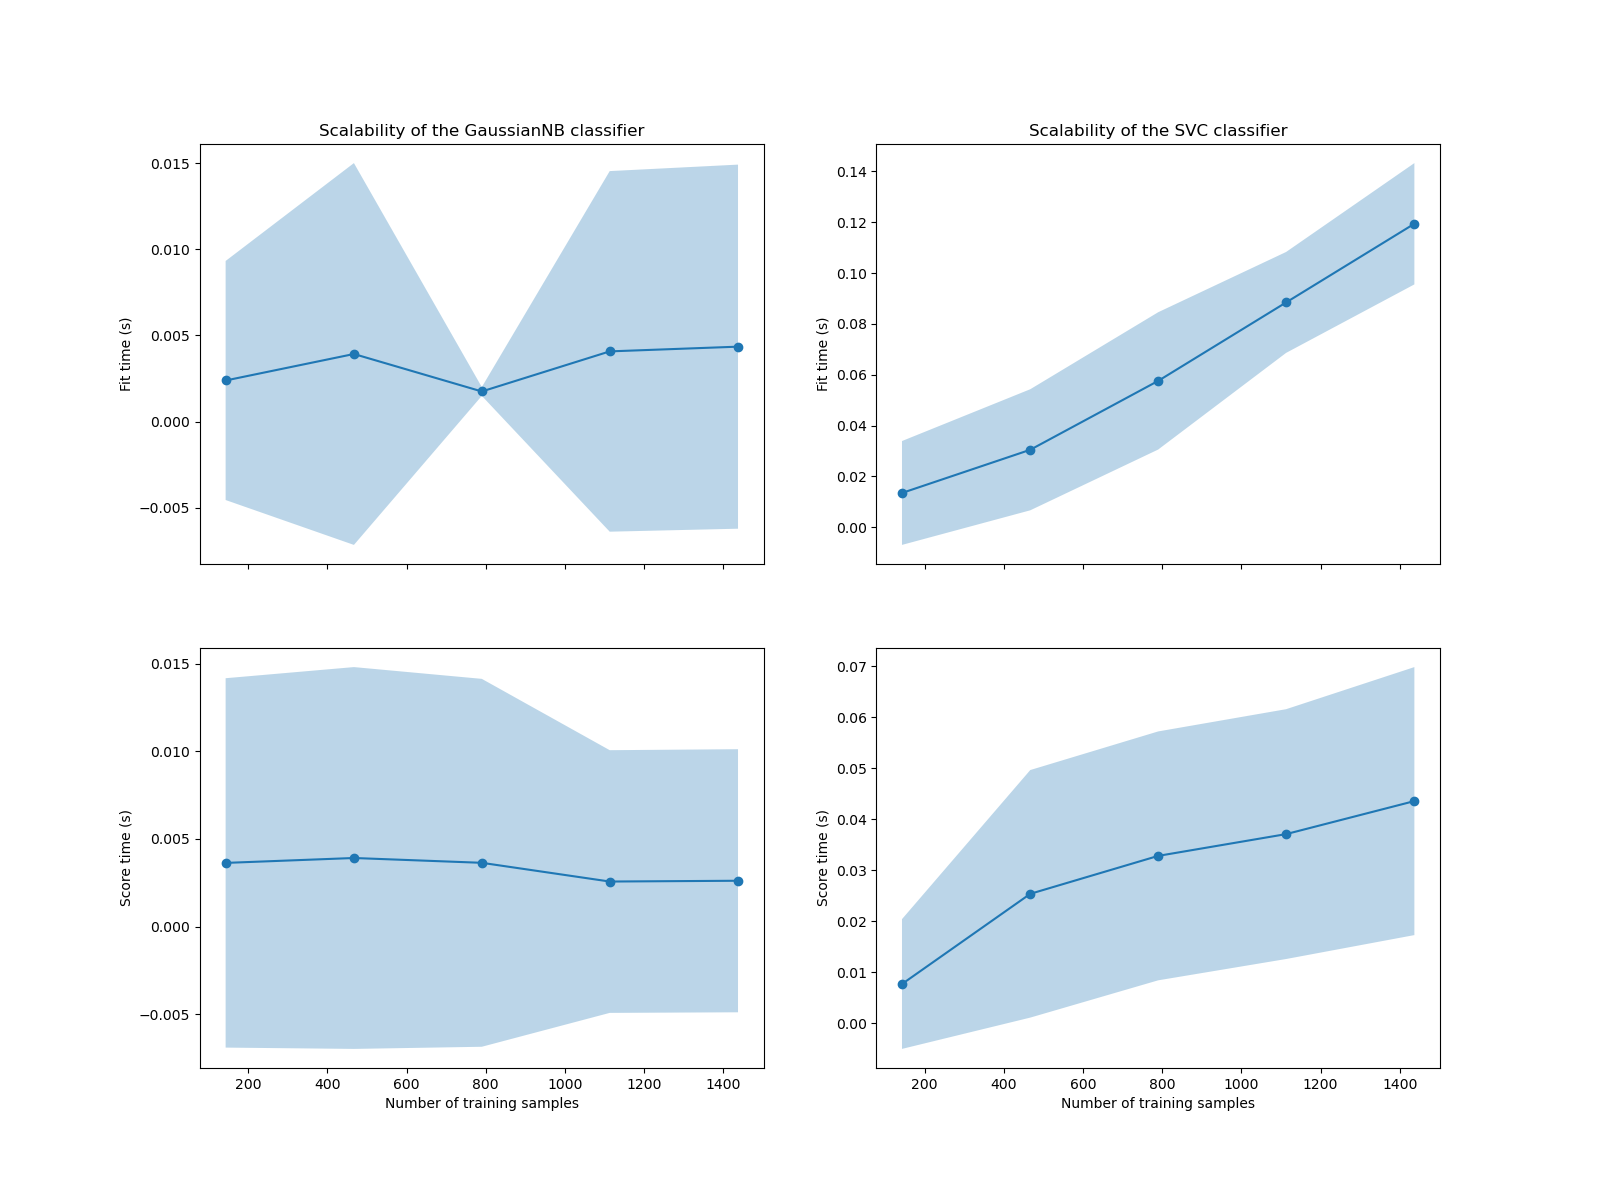 Scalability of the GaussianNB classifier
Scalability of the SVC classifier
0.015
0.010
0.005
0.000
−0.005
Fit time (s)
0.14
0.12
0.10
0.08
0.06
0.04
0.02
0.00
Fit time (s)
0.015
0.010
0.005
0.000
−0.005
Score time (s)
200 400 600 800 1000 1200 1400
Number of training samples
0.07
0.06
0.05
0.04
0.03
0.02
0.01
0.00
Score time (s)
200 400 600 800 1000 1200 1400
Number of training samples